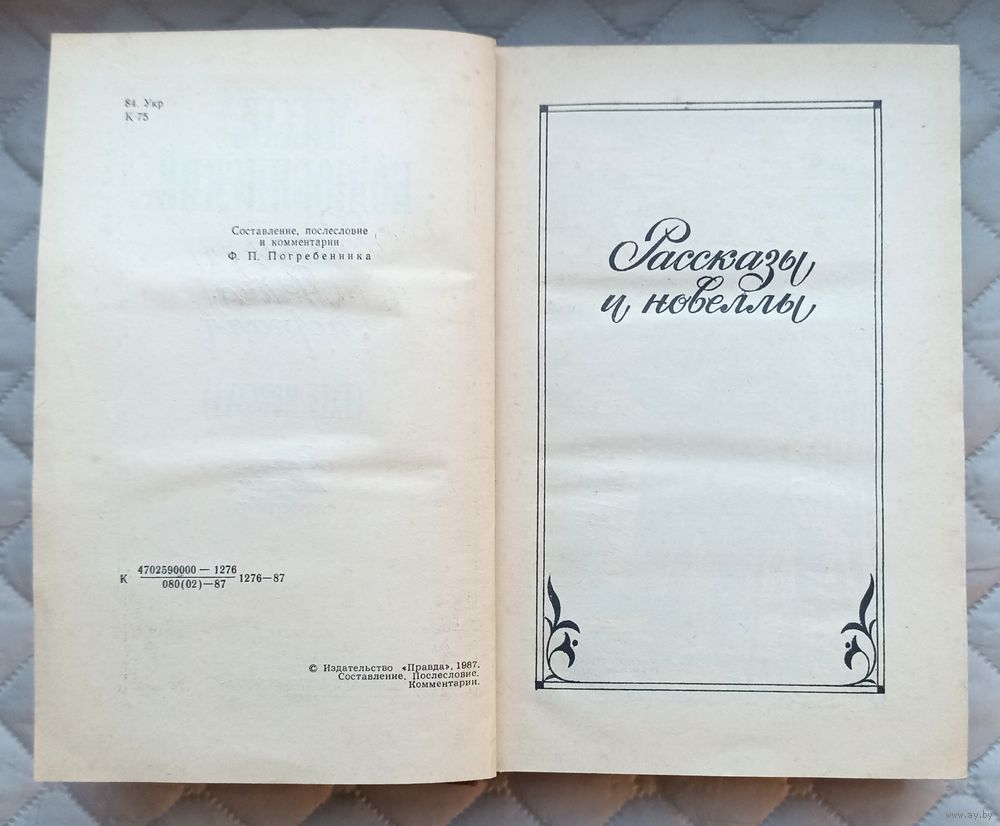 84. Укр
К 75
Составление, послесловие
и комментарии
Ф. П. Погребенника
К 4702590000—1276
080(02)—87 1276—87
© Издательство «Правда», 1987.
Составление. Послесловие.
Комментарии.
Рассказы
и новеллы
www.ay.by